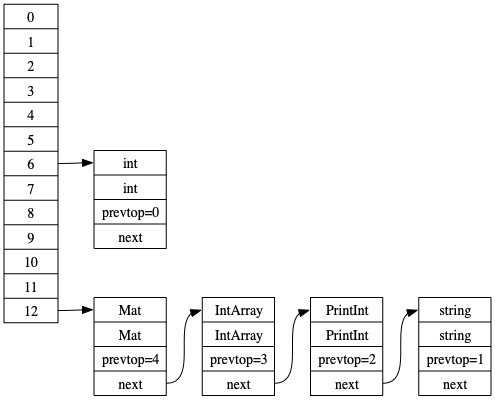 0
1
2
3
4
5
6
7
8
9
10
11
12
int
int
prevtop=0
next
Mat
Mat
prevtop=4
next
IntArray
IntArray
prevtop=3
next
PrintInt
PrintInt
prevtop=2
next
string
string
prevtop=1
next